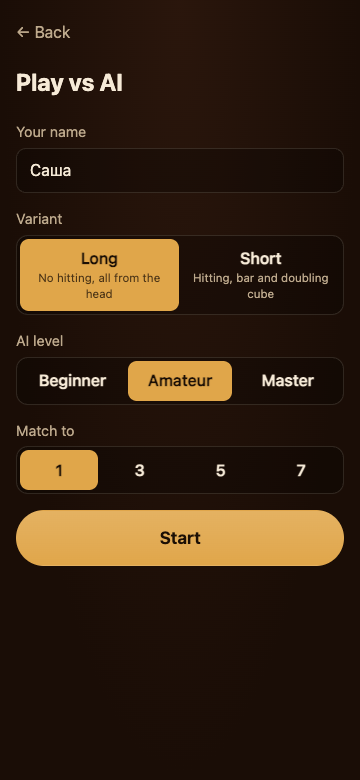 ← Back
Play vs AI
Your name
Саша
Variant
Long
No hitting, all from the
head
Short
Hitting, bar and doubling
cube
AI level
Beginner
Amateur
Master
Match to
1
3
5
7
Start